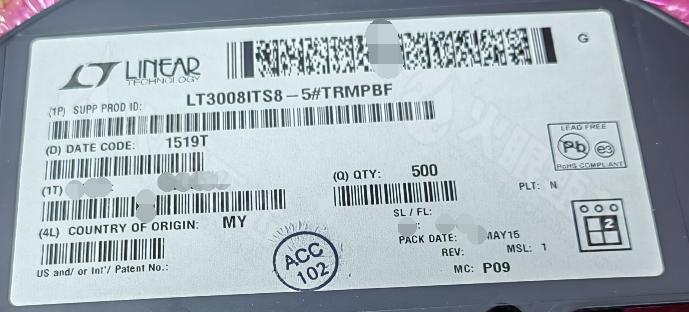 LINEAR
TECHNOLOGY
G
(1P) SUPP PROD ID:
LT3008ITS8-5#TRMPBF
(D) DATE CODE: 1519T
(1T)
(Q) QTY: 500
LEAD FREE
Pb e3
RoHS COMPLIANT
PLT: N
(4L) COUNTRY OF ORIGIN: MY
SL / FL:
PACK DATE: MAY15
REV: MSL: 1
MC: P09
2
US and/ or Int'/ Patent No.:
ACC
102